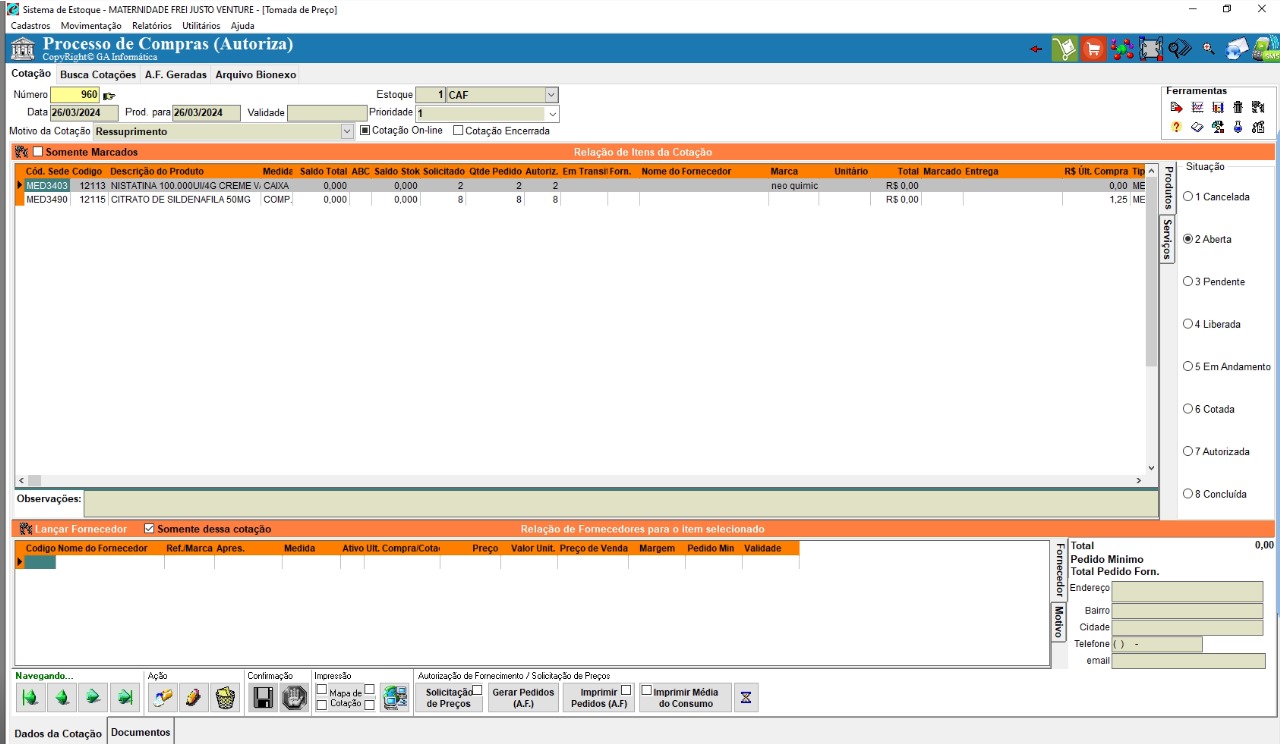 Sistema de Estoque - MATERNIDADE FREI JUSTO VENTURE - [Tomada de Preço]
Cadastros Movimentação Relatórios Utilitários Ajuda
Processo de Compras (Autoriza)
CopyRight© GA Informática
Cotação Busca Cotações A.F. Geradas Arquivo Bionexo
Número 960 Estoque 1 CAF
Data 26/03/2024 Prod. para 26/03/2024 Validade Prioridade 1
Motivo da Cotação Ressuprimento Cotação On-line Cotação Encerrada
Ferramentas
Somente Marcados Relação de Itens da Cotação
Cód. Sede Codigo Descrição do Produto Medida Saldo Total ABC Saldo Stok Solicitado Qtde Pedido Autoriz. Em Transit Forn. Nome do Fornecedor Marca Unitário Total Marcado Entrega R$ Últ. Compra Tip
MED3403 12113 NISTATINA 100.000UI/4G CREME VA CAIXA 0,000 0,000 2 2 2 neo quimic R$ 0,00 0,00 ME
MED3490 12115 CITRATO DE SILDENAFILA 50MG COMP. 0,000 0,000 8 8 8 R$ 0,00 1,25 ME
Produtos
Serviços
Situação
1 Cancelada
2 Aberta
3 Pendente
4 Liberada
5 Em Andamento
6 Cotada
7 Autorizada
8 Concluída
Observações:
Lançar Fornecedor Somente dessa cotação Relação de Fornecedores para o item selecionado
Codigo Nome do Fornecedor Ref./Marca Apres. Medida Ativo Ult. Compra/Cota Preço Valor Unit. Preço de Venda Margem Pedido Min Validade
Fornecedor
Motivo
Total 0,00
Pedido Minimo
Total Pedido Forn.
Endereço
Bairro
Cidade
Telefone ( ) -
email
Navegando... Ação Confirmação Impressão Autorização de Fornecimento / Solicitação de Preços
Mapa de Cotação
Solicitação de Preços
Gerar Pedidos (A.F.)
Imprimir Pedidos (A.F)
Imprimir Média do Consumo
Dados da Cotação Documentos